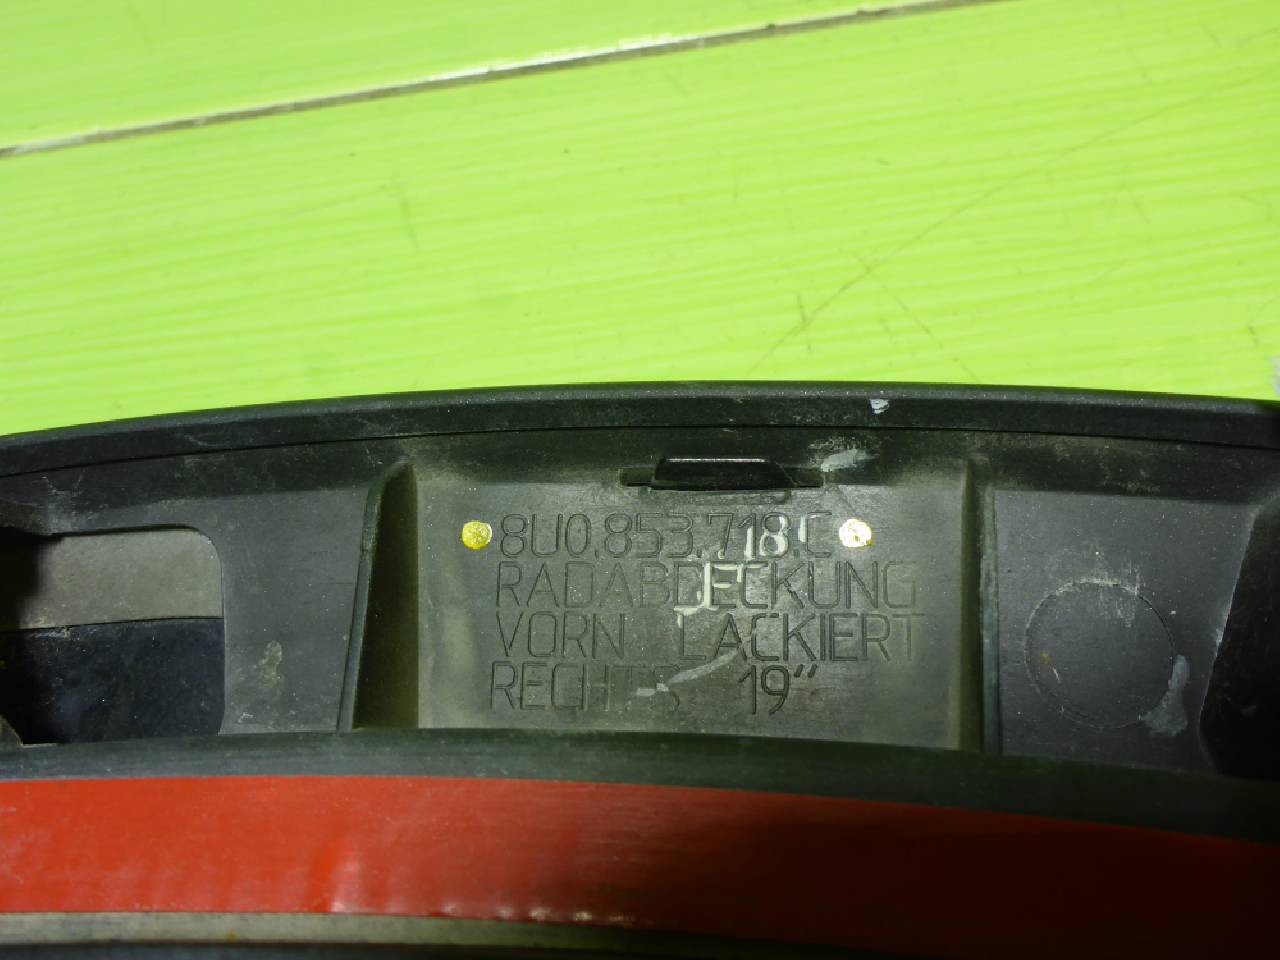 8U0.853.718.C
RADABDECKUNG
VORN LACKIERT
RECHTS 19"